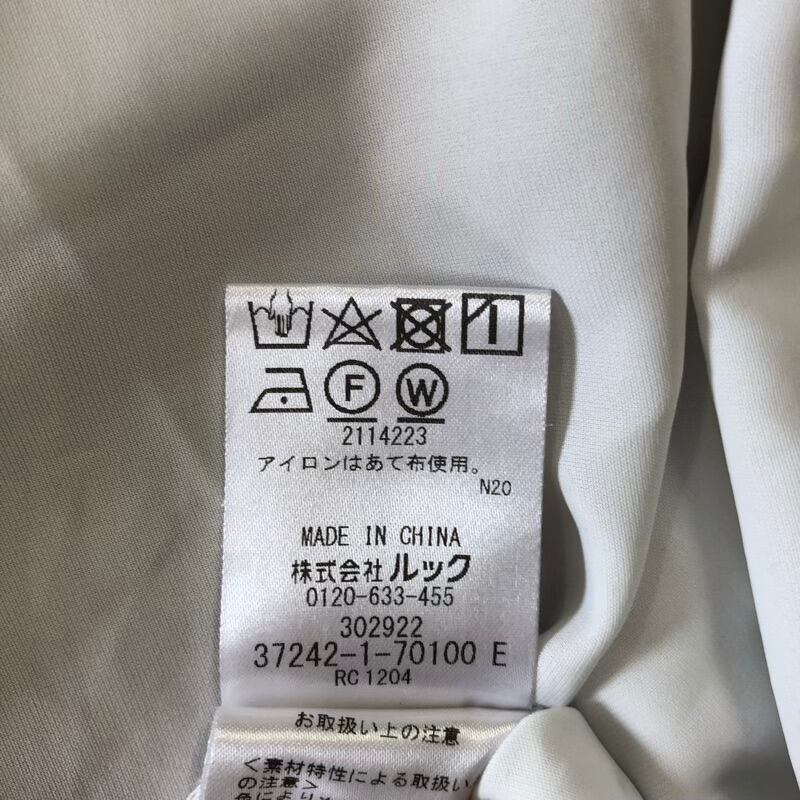 F W
2114223
アイロンはあて布使用。
N20
MADE IN CHINA
株式会社 ルック
0120-633-455
302922
37242-1-70100 E
RC 1204
お取扱い上の注意
<素材特性による取扱い
の注意>